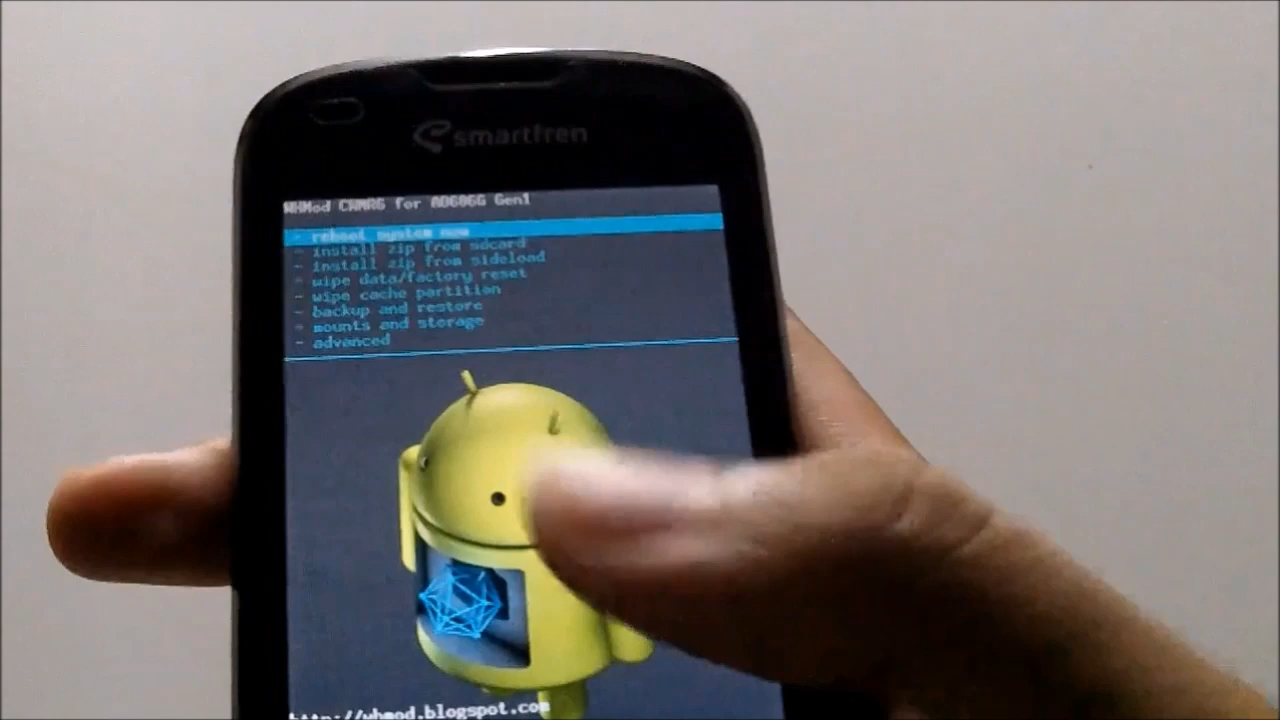 smartfren
WHMod CWMR6 for AD686G Gen1
- reboot system now
- install zip from sdcard
- install zip from sideload
- wipe data/factory reset
- wipe cache partition
- backup and restore
- mounts and storage
- advanced
http://whmod.blogspot.com